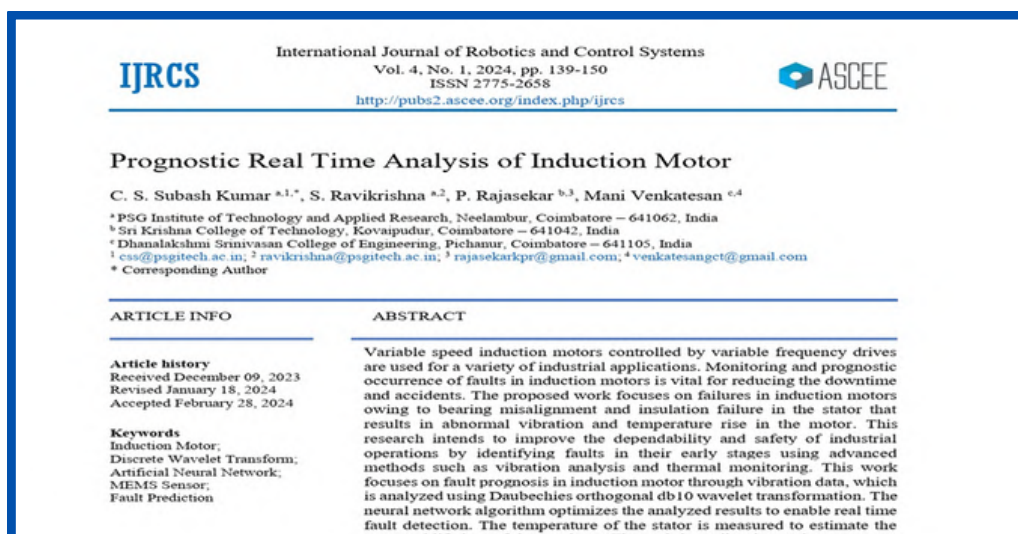 IJRCS
International Journal of Robotics and Control Systems
Vol. 4, No. 1, 2024, pp. 139-150
ISSN 2775-2658
http://pubs2.ascee.org/index.php/ijrcs
ASCEE
Prognostic Real Time Analysis of Induction Motor
C. S. Subash Kumar a,1,*, S. Ravikrishna a,2, P. Rajasekar b,3, Mani Venkatesan c,4
a PSG Institute of Technology and Applied Research, Neelambur, Coimbatore – 641062, India
b Sri Krishna College of Technology, Kovaipudur, Coimbatore – 641042, India
c Dhanalakshmi Srinivasan College of Engineering, Pichanur, Coimbatore – 641105, India
1 css@psgitech.ac.in; 2 ravikrishna@psgitech.ac.in; 3 rajasekarkpr@gmail.com; 4 venkatesangct@gmail.com
* Corresponding Author
ARTICLE INFO
Article history
Received December 09, 2023
Revised January 18, 2024
Accepted February 28, 2024
Keywords
Induction Motor;
Discrete Wavelet Transform;
Artificial Neural Network;
MEMS Sensor;
Fault Prediction
ABSTRACT
Variable speed induction motors controlled by variable frequency drives
are used for a variety of industrial applications. Monitoring and prognostic
occurrence of faults in induction motors is vital for reducing the downtime
and accidents. The proposed work focuses on failures in induction motors
owing to bearing misalignment and insulation failure in the stator that
results in abnormal vibration and temperature rise in the motor. This
research intends to improve the dependability and safety of industrial
operations by identifying faults in their early stages using advanced
methods such as vibration analysis and thermal monitoring. This work
focuses on fault prognosis in induction motor through vibration data, which
is analyzed using Daubechies orthogonal db10 wavelet transformation. The
neural network algorithm optimizes the analyzed results to enable real time
fault detection. The temperature of the stator is measured to estimate the